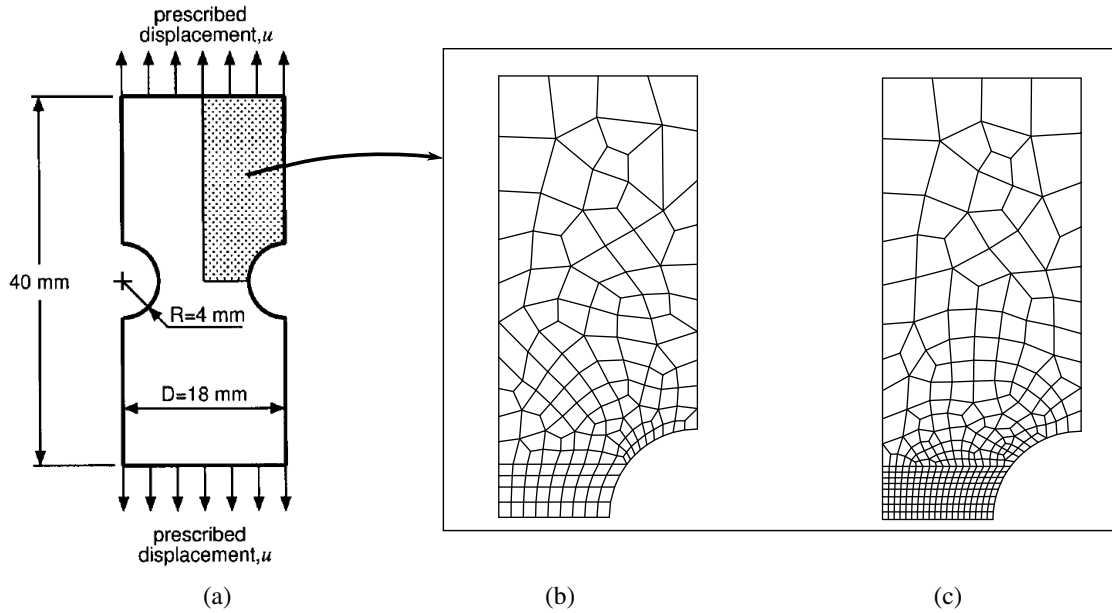 prescribed
displacement,u
40 mm
R=4 mm
D=18 mm
prescribed
displacement,u
(a)
(b)
(c)